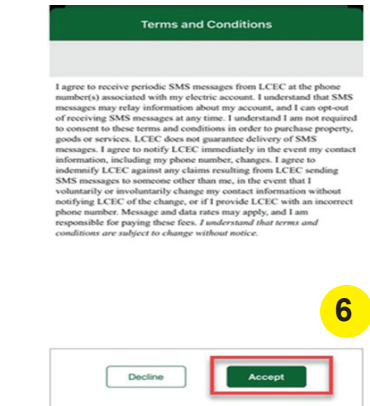 Terms and Conditions
I agree to receive periodic SMS messages from LCEC at the phone
number(s) associated with my electric account. I understand that SMS
messages may relay information about my account, and I can opt-out
of receiving SMS messages at any time. I understand I am not required
to consent to these terms and conditions in order to purchase property,
goods or services. LCEC does not guarantee delivery of SMS
messages. I agree to notify LCEC immediately in the event my contact
information, including my phone number, changes. I agree to
indemnify LCEC against any claims resulting from LCEC sending
SMS messages to someone other than me, in the event that I
voluntarily or involuntarily change my contact information without
notifying LCEC of the change, or if I provide LCEC with an incorrect
phone number. Message and data rates may apply, and I am
responsible for paying these fees. I understand that terms and
conditions are subject to change without notice.
6
Decline
Accept